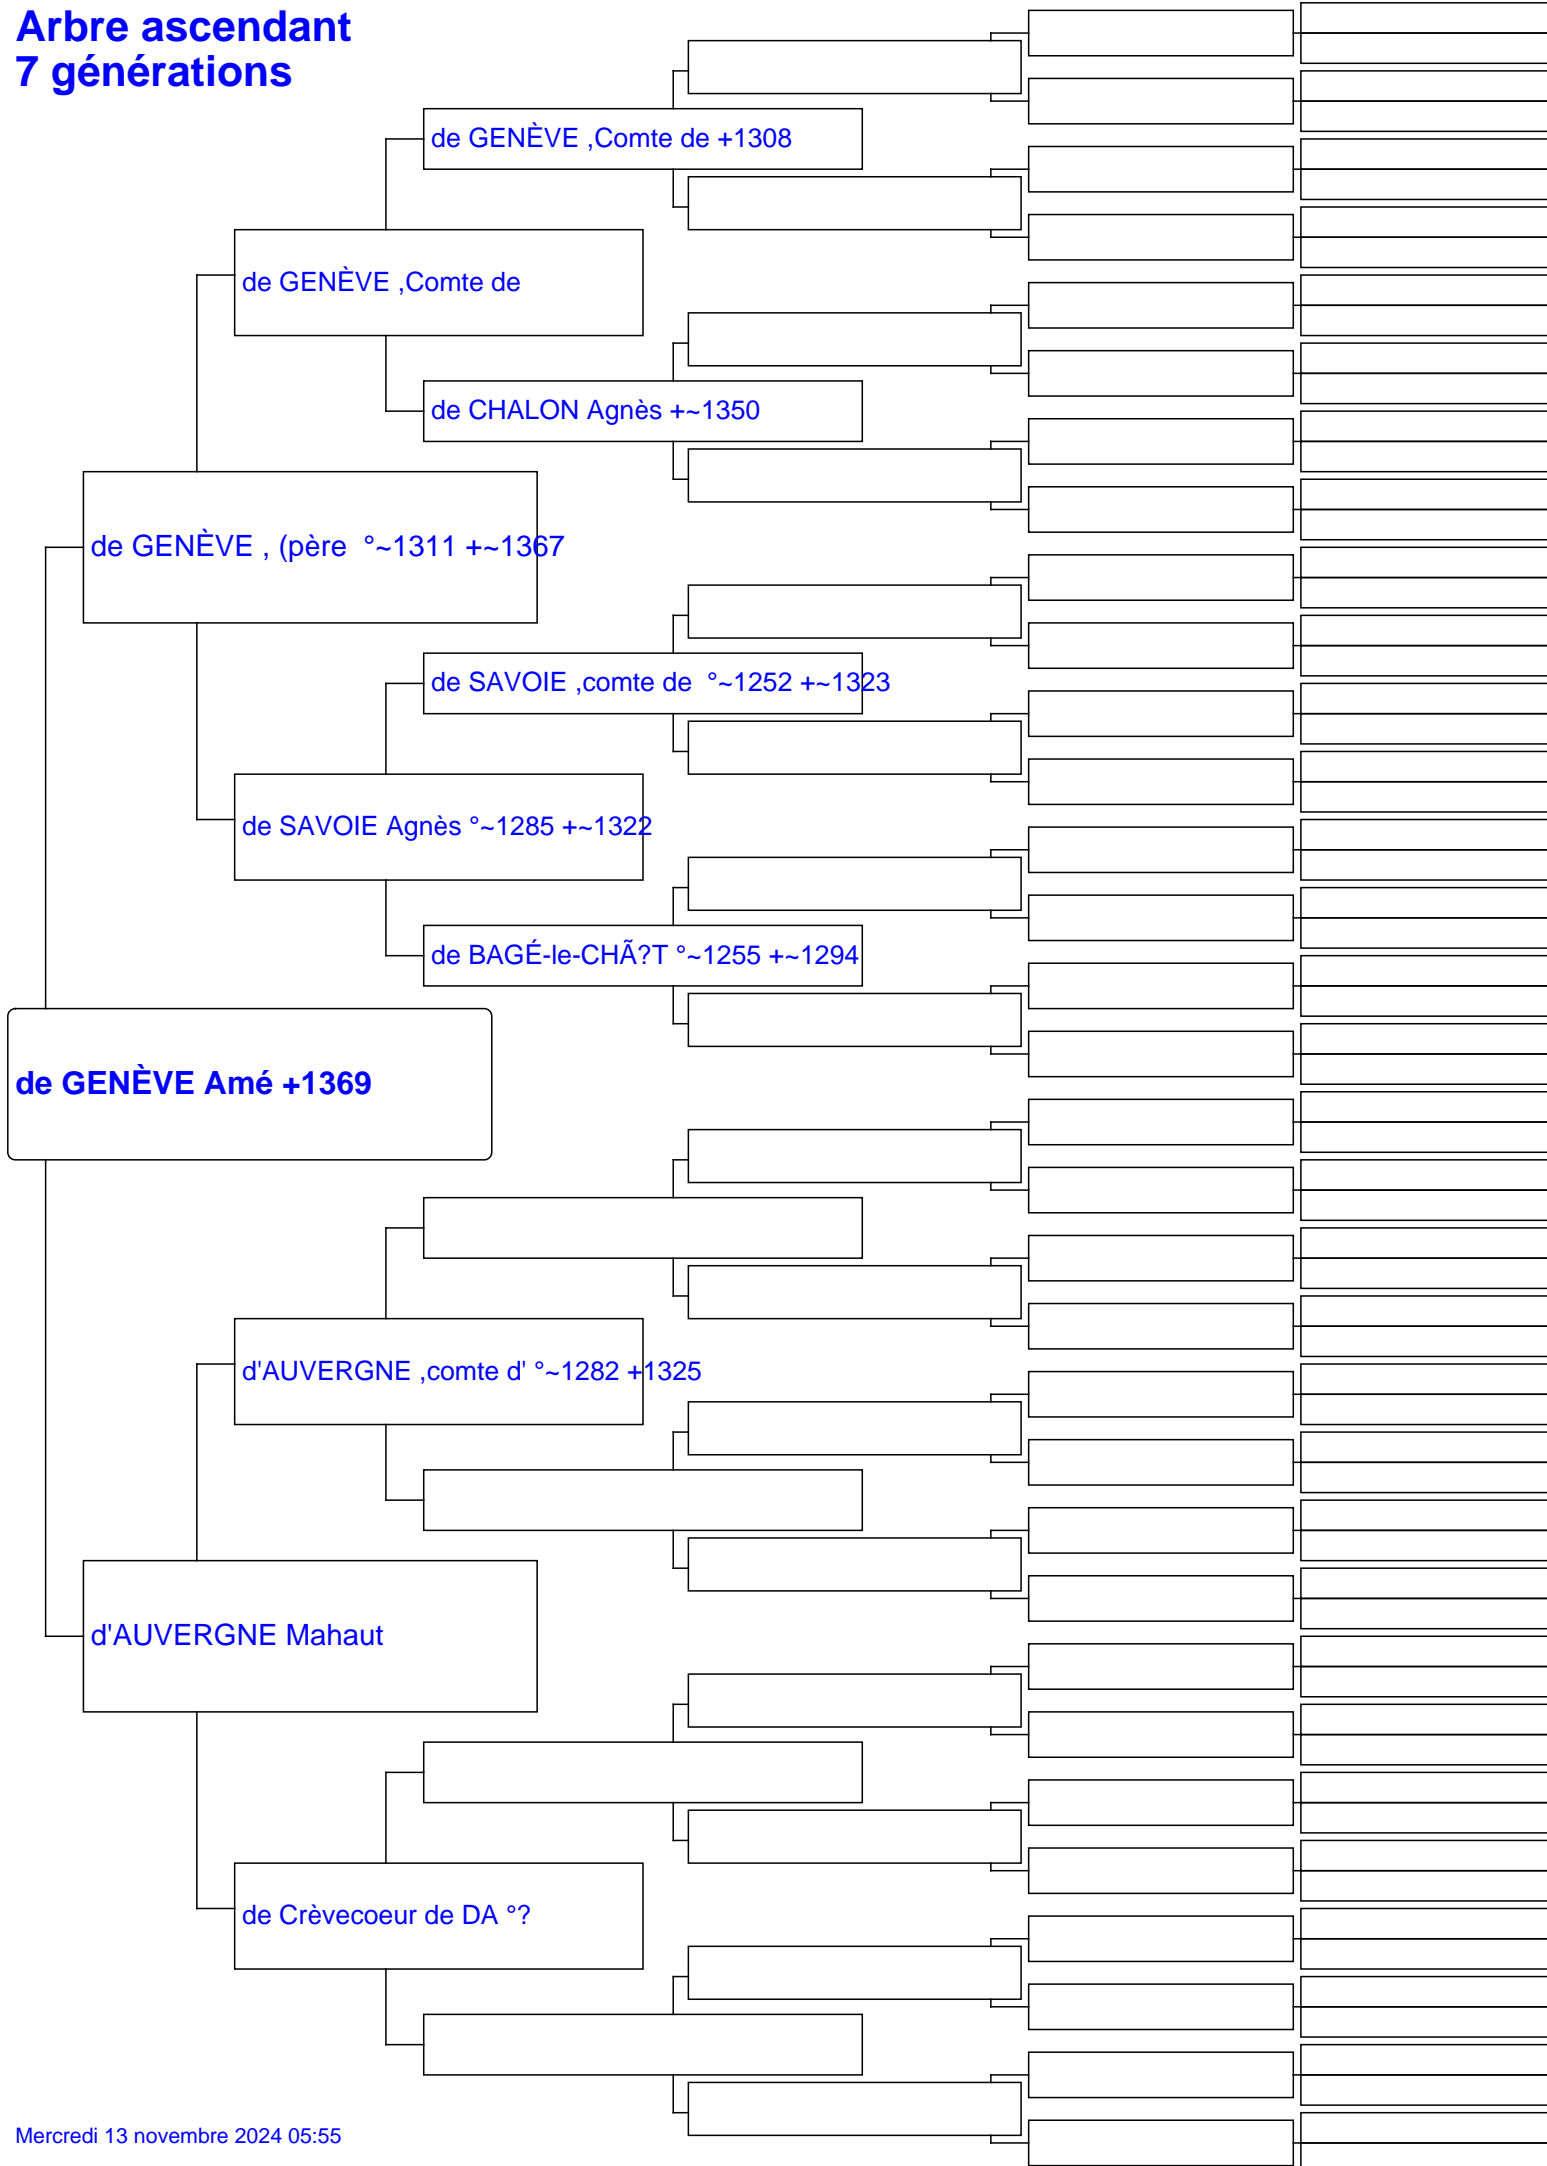 Arbre ascendant
7 générations
de GENÈVE ,Comte de +1308
de GENÈVE ,Comte de
de CHALON Agnès +~1350
de GENÈVE , (père  °~1311 +~1367
de SAVOIE ,comte de  °~1252 +~1323
de SAVOIE Agnès °~1285 +~1322
de BAGÉ-le-CHÃ?T °~1255 +~1294
de GENÈVE Amé +1369
d'AUVERGNE ,comte d' °~1282 +1325
d'AUVERGNE Mahaut
de Crèvecoeur de DA °?
Mercredi 13 novembre 2024 05:55